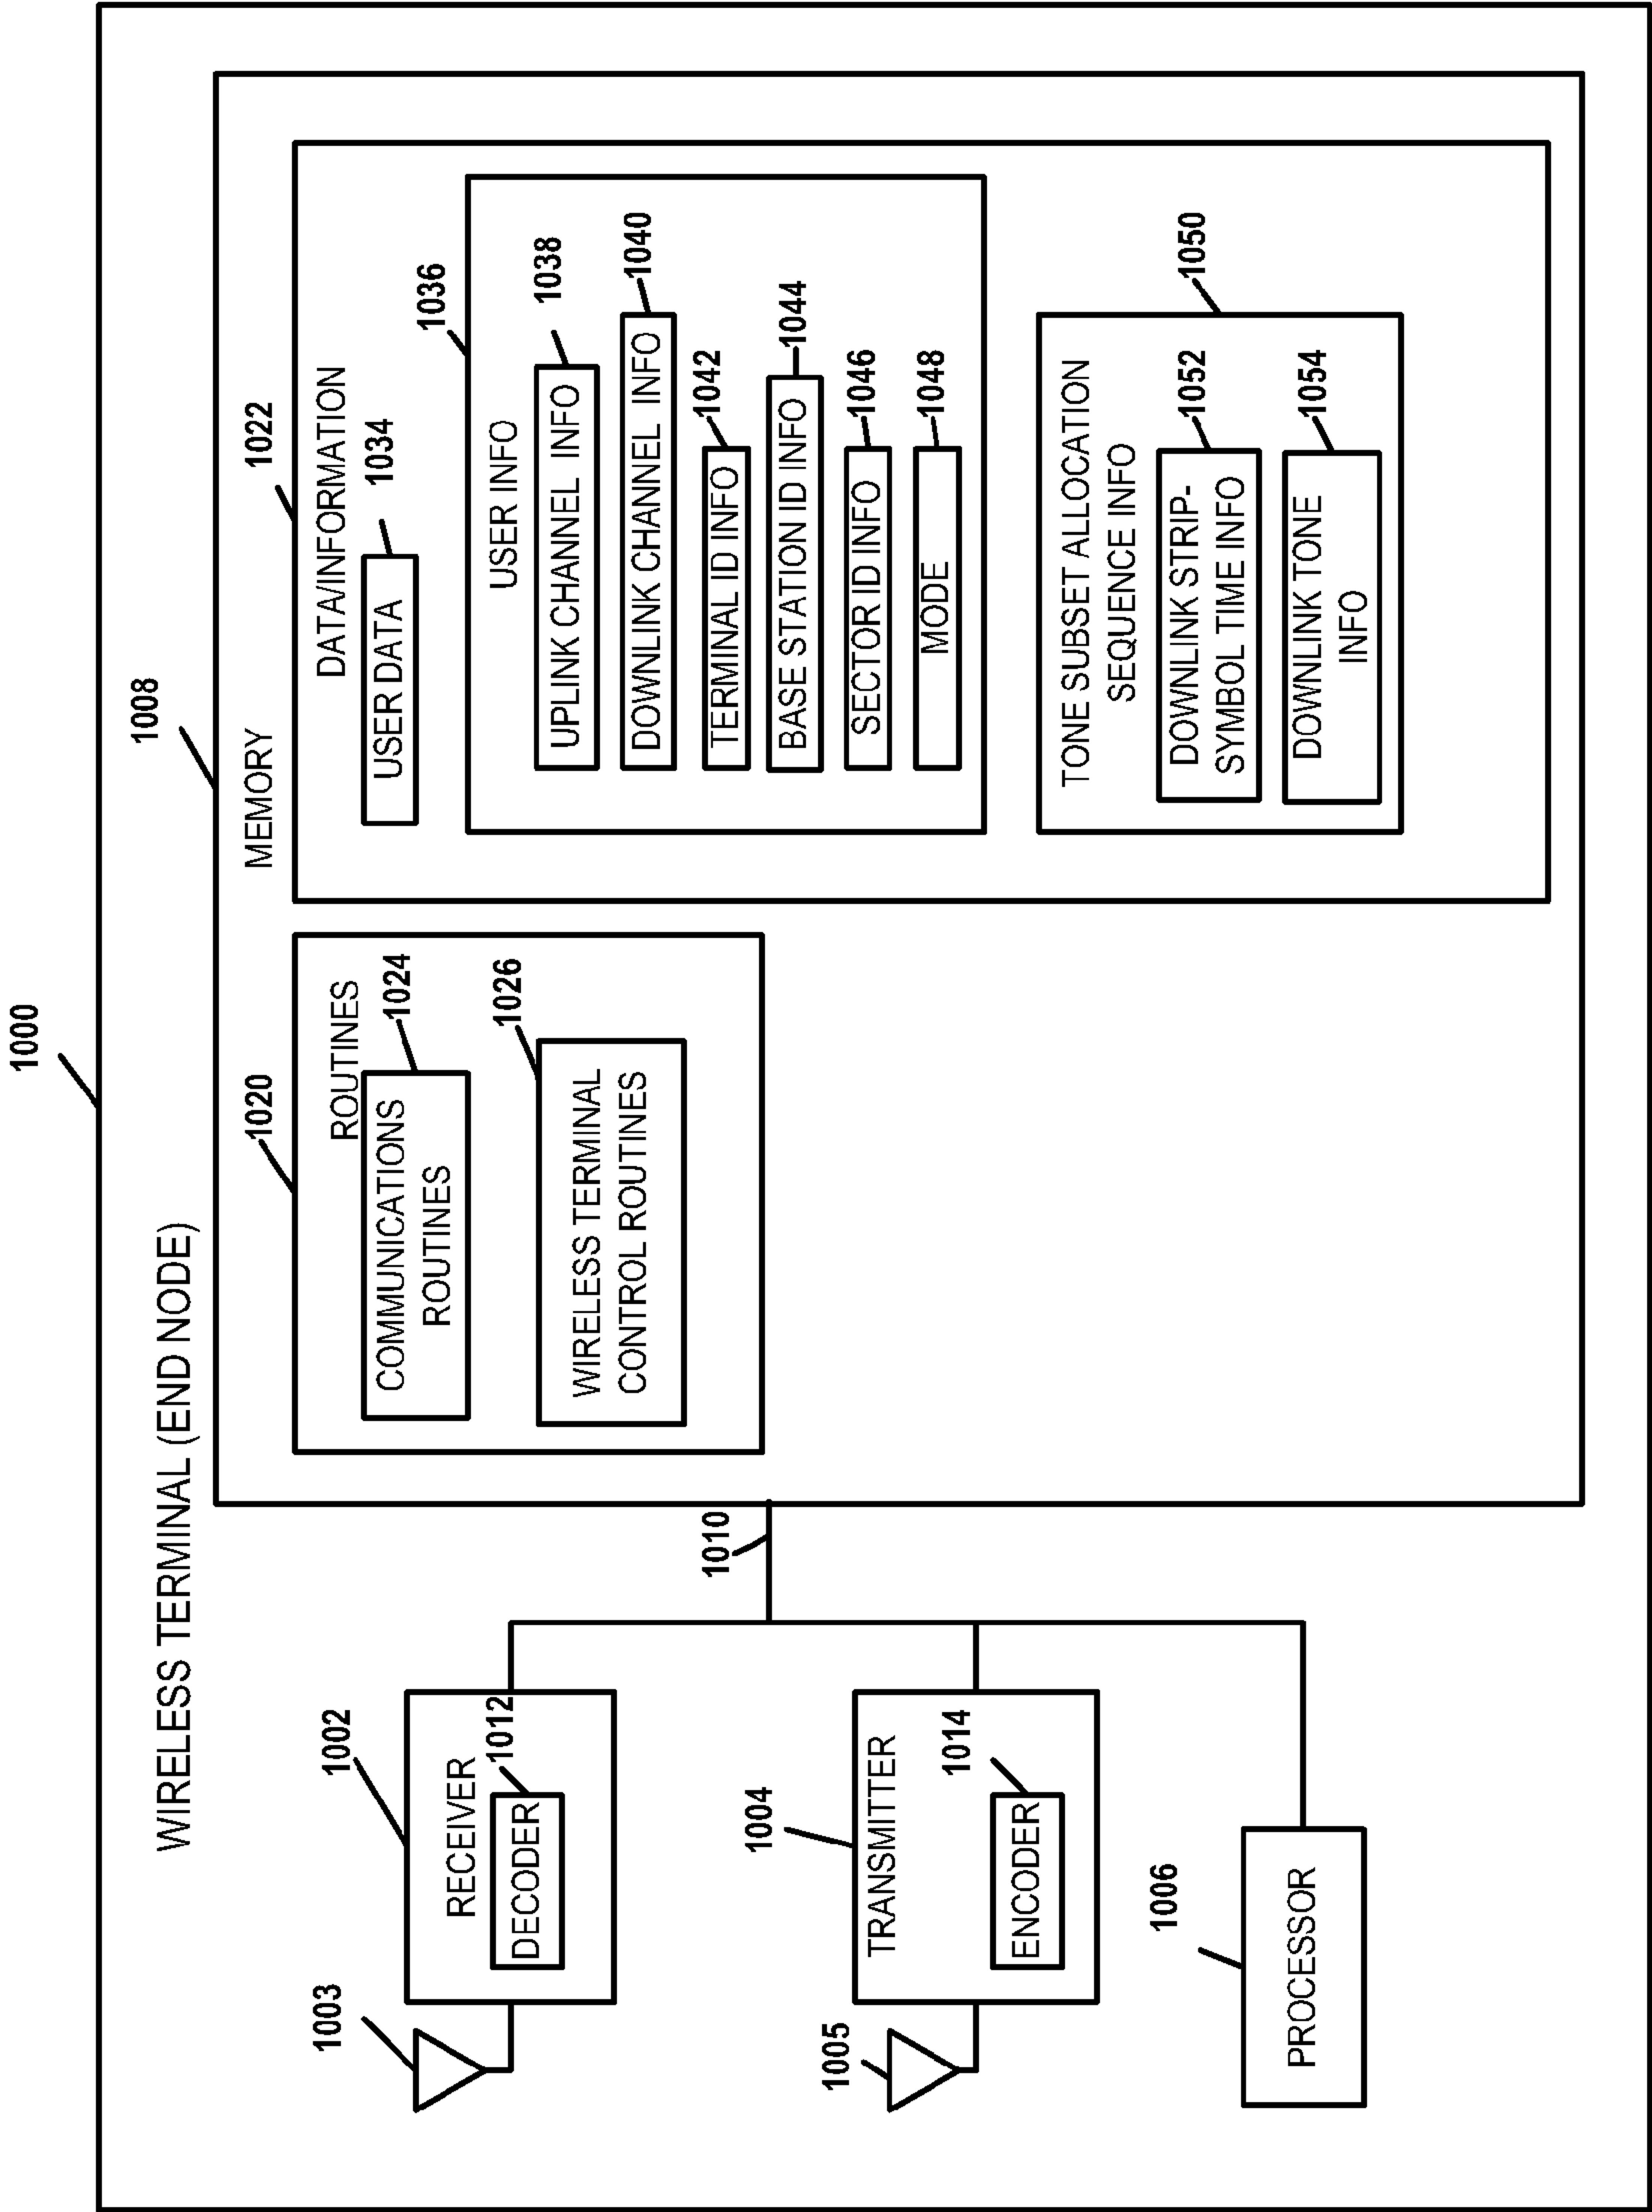 1000
WIRELESS TERMINAL (END NODE)
1003
1002
RECEIVER
1012
DECODER
1005
1004
TRANSMITTER
1014
ENCODER
1006
PROCESSOR
1010
1008
MEMORY
1020
ROUTINES
1024
COMMUNICATIONS
ROUTINES
1026
WIRELESS TERMINAL
CONTROL ROUTINES
1022
DATA/INFORMATION
1034
USER DATA
1036
USER INFO
1038
UPLINK CHANNEL INFO
1040
DOWNLINK CHANNEL INFO
1042
TERMINAL ID INFO
1044
BASE STATION ID INFO
1046
SECTOR ID INFO
1048
MODE
1050
TONE SUBSET ALLOCATION
SEQUENCE INFO
1052
DOWNLINK STRIP-
SYMBOL TIME INFO
1054
DOWNLINK TONE
INFO